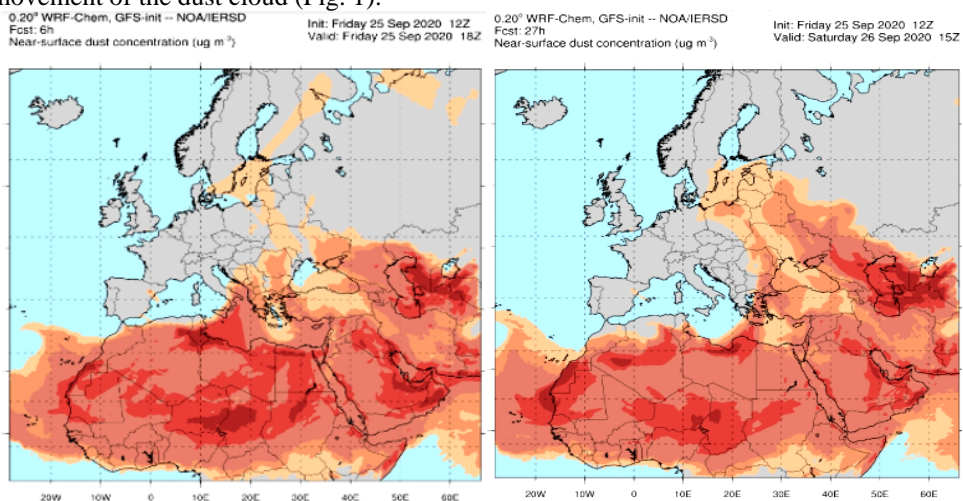 movement of the dust cloud (Fig. 1).
0.20° WRF-Chem, GFS-init -- NOA/IERSD
Init: Friday 25 Sep 2020 12Z
Fcst: 6h
Valid: Friday 25 Sep 2020 18Z
Near-surface dust concentration (ug m⁻³)
20W 10W 0 10E 20E 30E 40E 50E 60E
0.20° WRF-Chem, GFS-init -- NOA/IERSD
Init: Friday 25 Sep 2020 12Z
Fcst: 27h
Valid: Saturday 26 Sep 2020 15Z
Near-surface dust concentration (ug m⁻³)
20W 10W 0 10E 20E 30E 40E 50E 60E